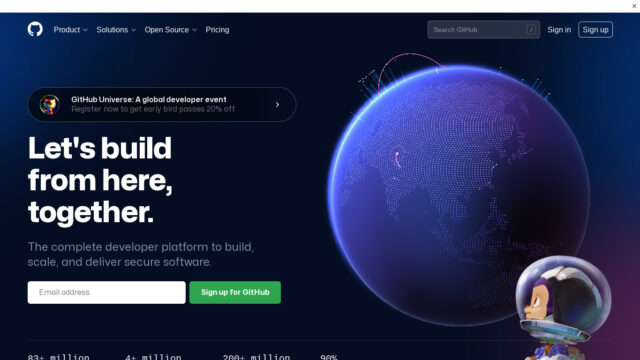 Product Solutions Open Source Pricing Search GitHub / Sign in Sign up
GitHub Universe: A global developer event
Register now to get early bird passes 20% off
Let's build
from here,
together.
The complete developer platform to build,
scale, and deliver secure software.
Email address Sign up for GitHub
83+ million 4+ million 200+ million 90%